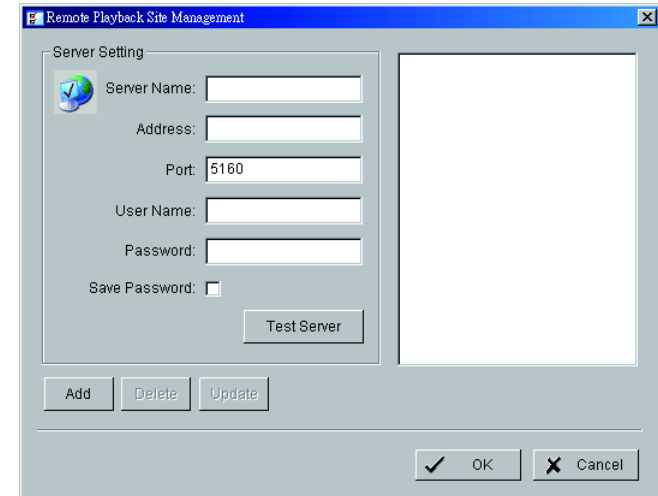 Remote Playback Site Management
Server Setting
Server Name:
Address:
Port: 5160
User Name:
Password:
Save Password:
Test Server
Add Delete Update
OK Cancel